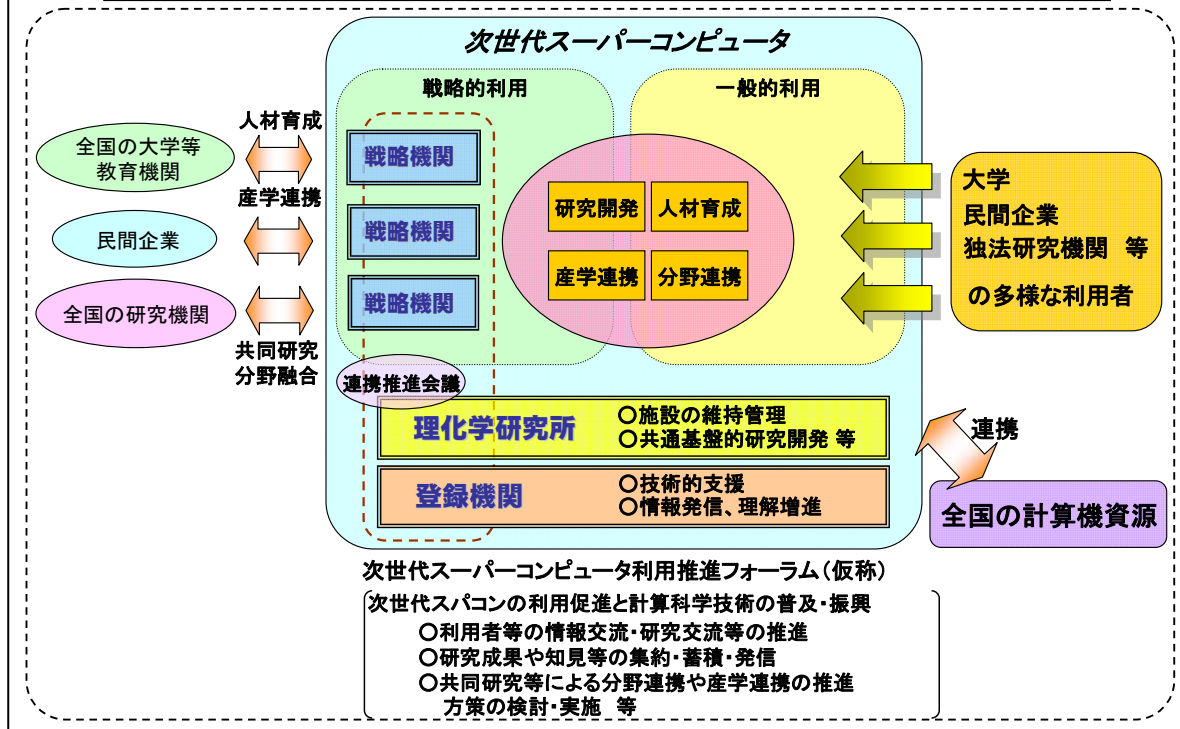 次世代スーパーコンピュータ
戦略的利用
一般的利用
人材育成
全国の大学等
教育機関
産学連携
民間企業
全国の研究機関
共同研究
分野融合
戦略機関
戦略機関
戦略機関
研究開発
人材育成
産学連携
分野連携
大学
民間企業
独法研究機関 等
の多様な利用者
連携推進会議
理化学研究所
○施設の維持管理
○共通基盤的研究開発 等
登録機関
○技術的支援
○情報発信、理解増進
連携
全国の計算機資源
次世代スーパーコンピュータ利用推進フォーラム(仮称)
次世代スパコンの利用促進と計算科学技術の普及・振興
○利用者等の情報交流・研究交流等の推進
○研究成果や知見等の集約・蓄積・発信
○共同研究等による分野連携や産学連携の推進
方策の検討・実施 等